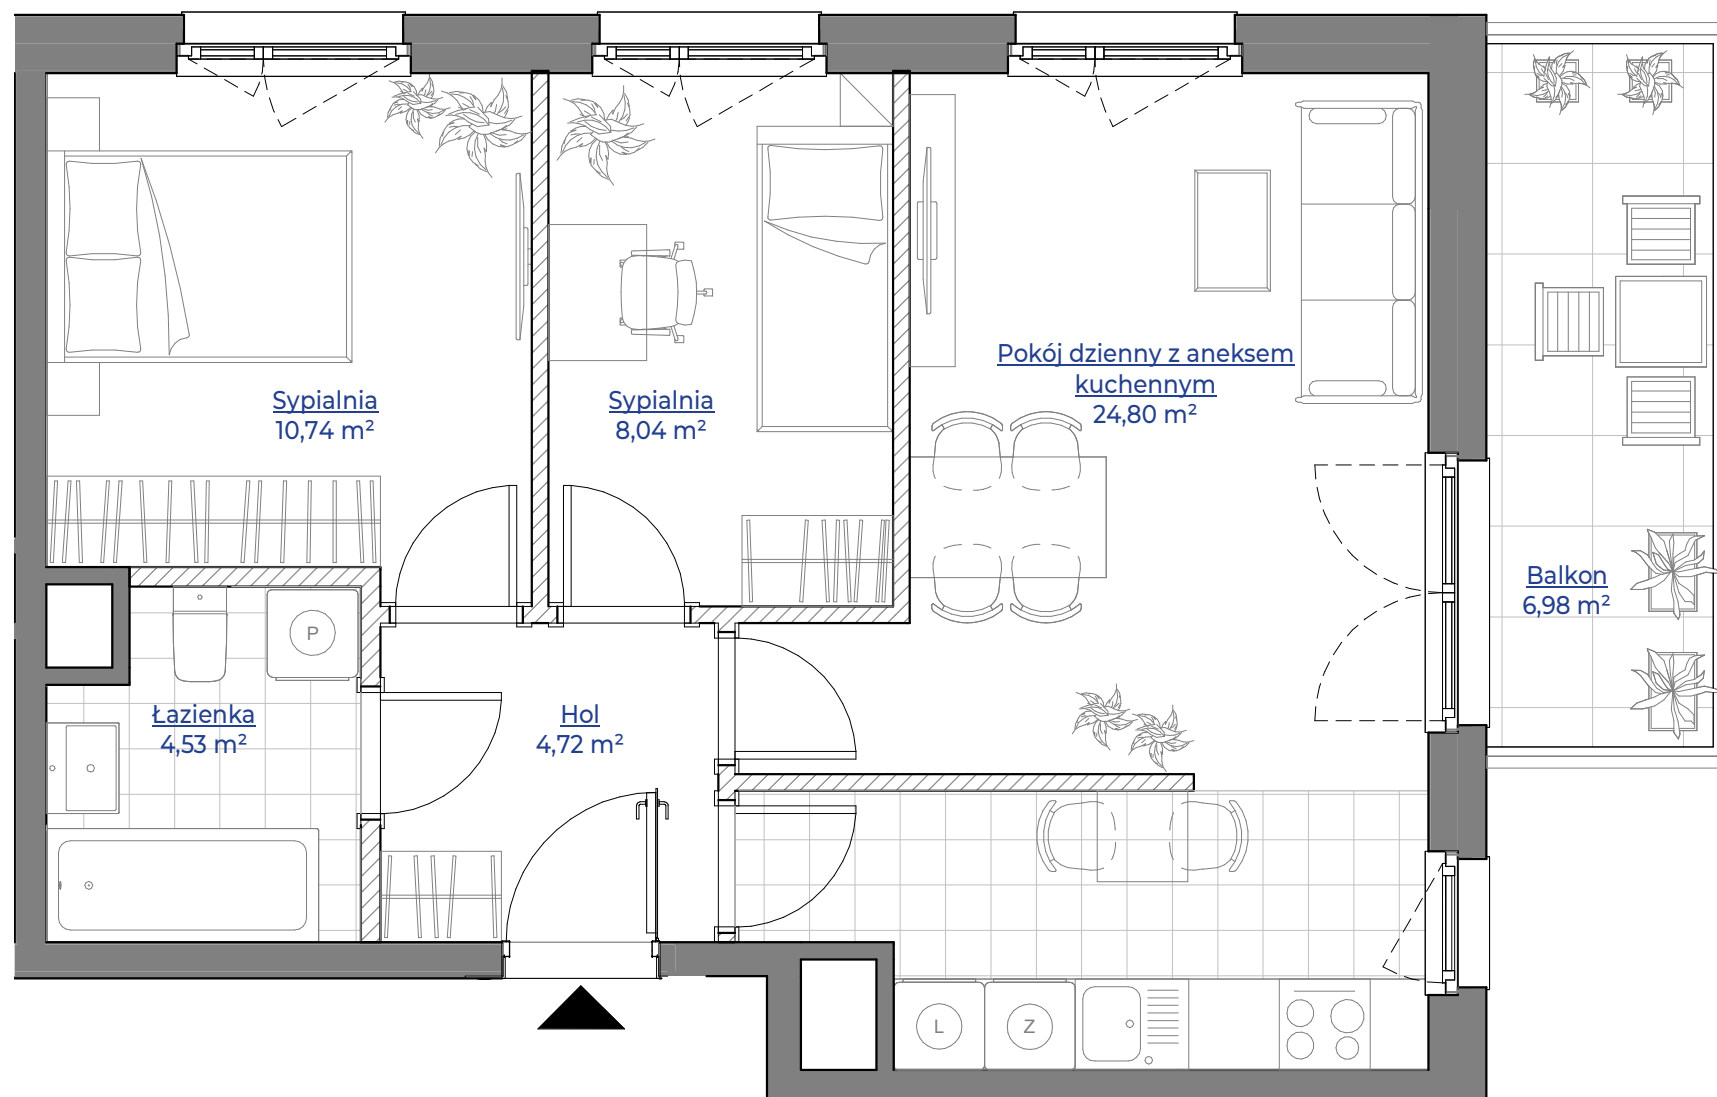 Sypialnia
10,74 m²
Sypialnia
8,04 m²
Pokój dzienny z aneksem
kuchennym
24,80 m²
Balkon
6,98 m²
P
Łazienka
4,53 m²
Hol
4,72 m²
L
Z